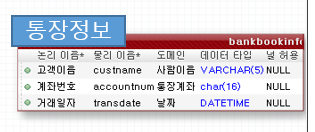 통장정보
bankbookinfo
논리 이름* 물리 이름* 도메인 데이터 타입 널 허용
고객이름 custname 사람이름 VARCHAR(5) NULL
계좌번호 accountnum 통장계좌 char(16) NULL
거래일자 transdate 날짜 DATETIME NULL